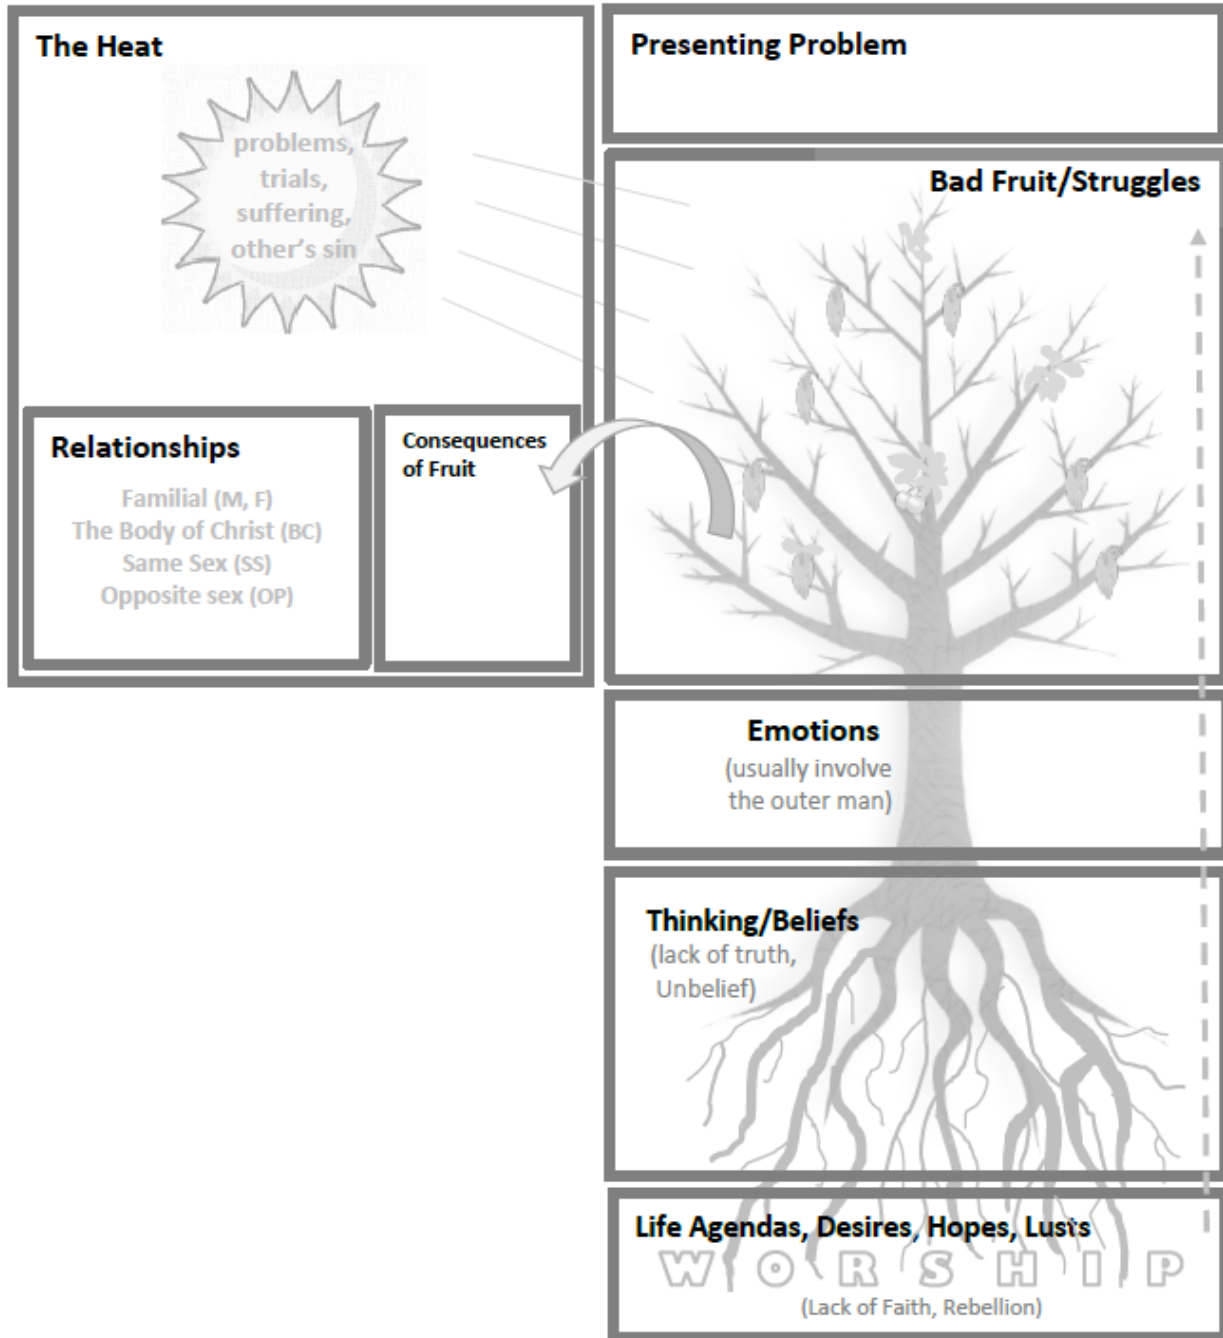 The Heat
problems,
trials,
suffering,
other's sin
Relationships
Familial (M, F)
The Body of Christ (BC)
Same Sex (SS)
Opposite sex (OP)
Consequences
of Fruit
Presenting Problem
Bad Fruit/Struggles
Emotions
(usually involve
the outer man)
Thinking/Beliefs
(lack of truth,
Unbelief)
Life Agendas, Desires, Hopes, Lusts
WORSHIP
(Lack of Faith, Rebellion)